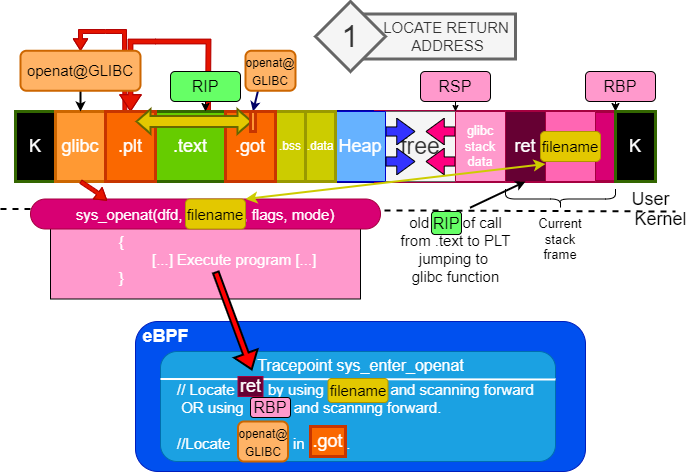 1
LOCATE RETURN
ADDRESS
openat@GLIBC
RIP
openat@
GLIBC
RSP
RBP
K
glibc
.plt
.text
.got
.bss
.data
Heap
free
glibc
stack
data
ret
filename
K
User
Kernel
sys_openat(dfd, filename flags, mode)
{
[...] Execute program [...]
}
old RIP of call
from .text to PLT
jumping to
glibc function
Current
stack
frame
eBPF
Tracepoint sys_enter_openat
// Locate ret by using filename and scanning forward
OR using RBP and scanning forward.
//Locate openat@
GLIBC in .got.